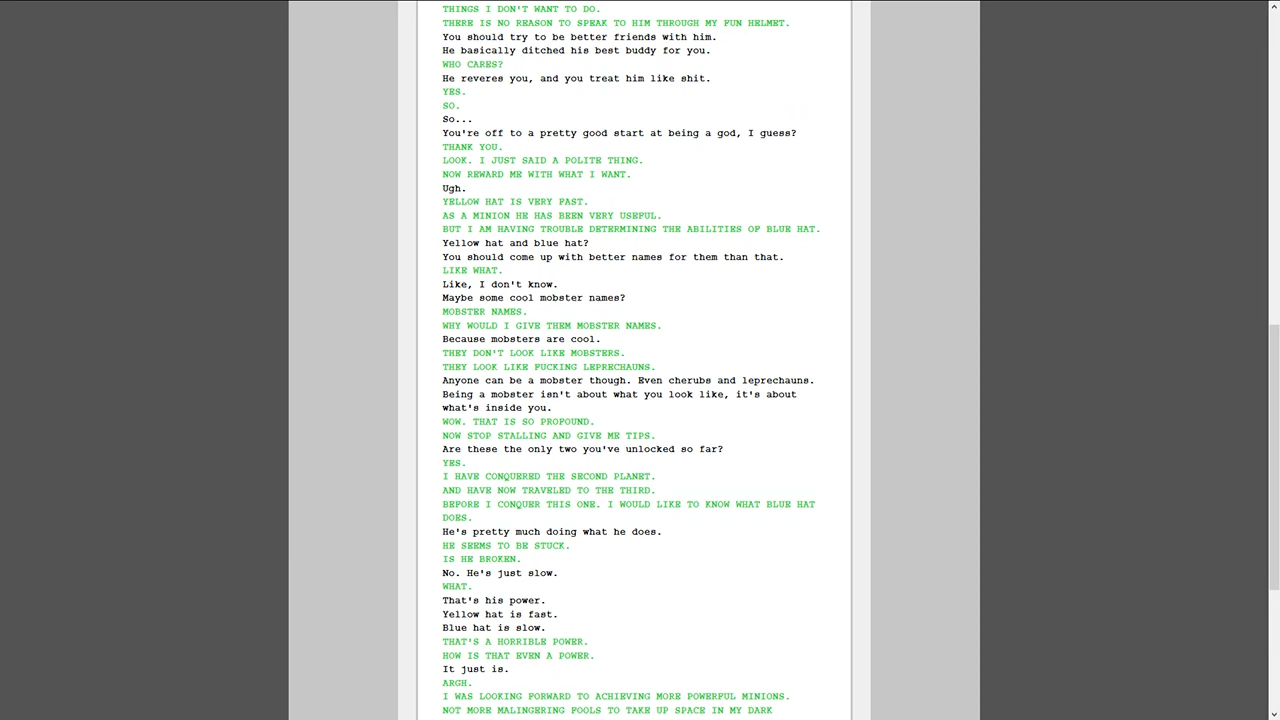 THINGS I DON'T WANT TO DO.
THERE IS NO REASON TO SPEAK TO HIM THROUGH MY FUN HELMET.
You should try to be better friends with him.
He basically ditched his best buddy for you.
WHO CARES?
He reveres you, and you treat him like shit.
YES.
SO.
So...
You're off to a pretty good start at being a god, I guess?
THANK YOU.
LOOK. I JUST SAID A POLITE THING.
NOW REWARD ME WITH WHAT I WANT.
Ugh.
YELLOW HAT IS VERY FAST.
AS A MINION HE HAS BEEN VERY USEFUL.
BUT I AM HAVING TROUBLE DETERMINING THE ABILITIES OF BLUE HAT.
Yellow hat and blue hat?
You should come up with better names for them than that.
LIKE WHAT.
Like, I don't know.
Maybe some cool mobster names?
MOBSTER NAMES.
WHY WOULD I GIVE THEM MOBSTER NAMES.
Because mobsters are cool.
THEY DON'T LOOK LIKE MOBSTERS.
THEY LOOK LIKE FUCKING LEPRECHAUNS.
Anyone can be a mobster though. Even cherubs and leprechauns.
Being a mobster isn't about what you look like, it's about
what's inside you.
WOW. THAT IS SO PROFOUND.
NOW STOP STALLING AND GIVE ME TIPS.
Are these the only two you've unlocked so far?
YES.
I HAVE CONQUERED THE SECOND PLANET.
AND HAVE NOW TRAVELED TO THE THIRD.
BEFORE I CONQUER THIS ONE. I WOULD LIKE TO KNOW WHAT BLUE HAT
DOES.
He's pretty much doing what he does.
HE SEEMS TO BE STUCK.
IS HE BROKEN.
No. He's just slow.
WHAT.
That's his power.
Yellow hat is fast.
Blue hat is slow.
THAT'S A HORRIBLE POWER.
HOW IS THAT EVEN A POWER.
It just is.
ARGH.
I WAS LOOKING FORWARD TO ACHIEVING MORE POWERFUL MINIONS.
NOT MORE MALINGERING FOOLS TO TAKE UP SPACE IN MY DARK